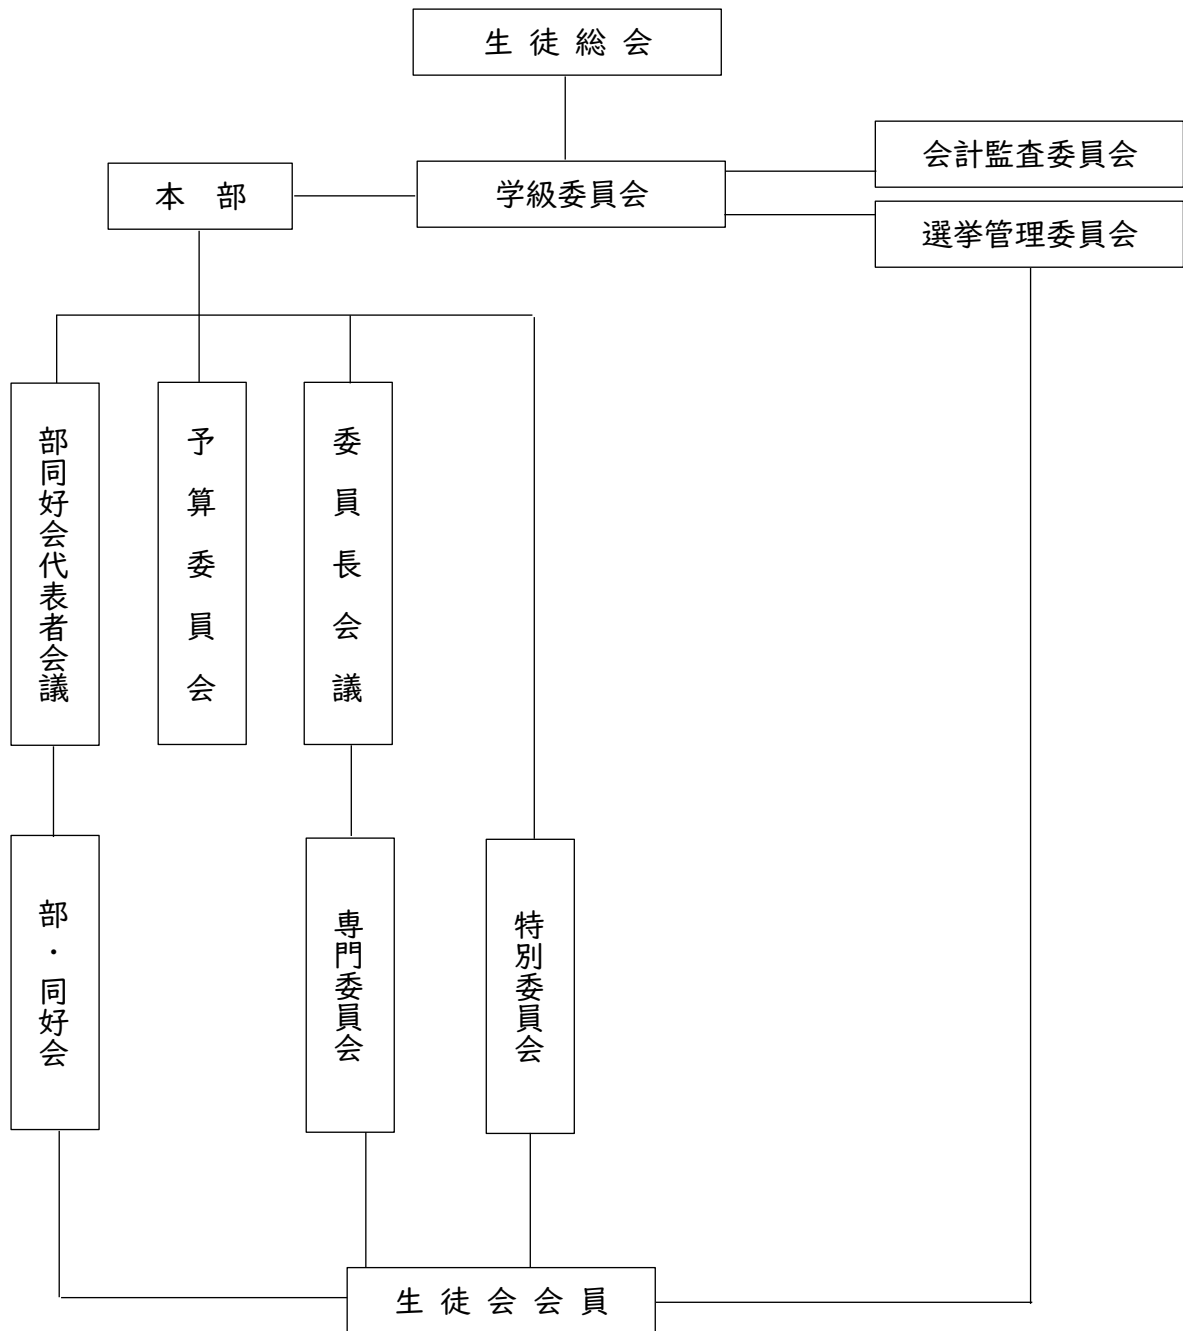 生徒総会
会計監査委員会
本部
学級委員会
選挙管理委員会
部同好会代表者会議
予算委員会
委員長会議
部・同好会
専門委員会
特別委員会
生徒会会員